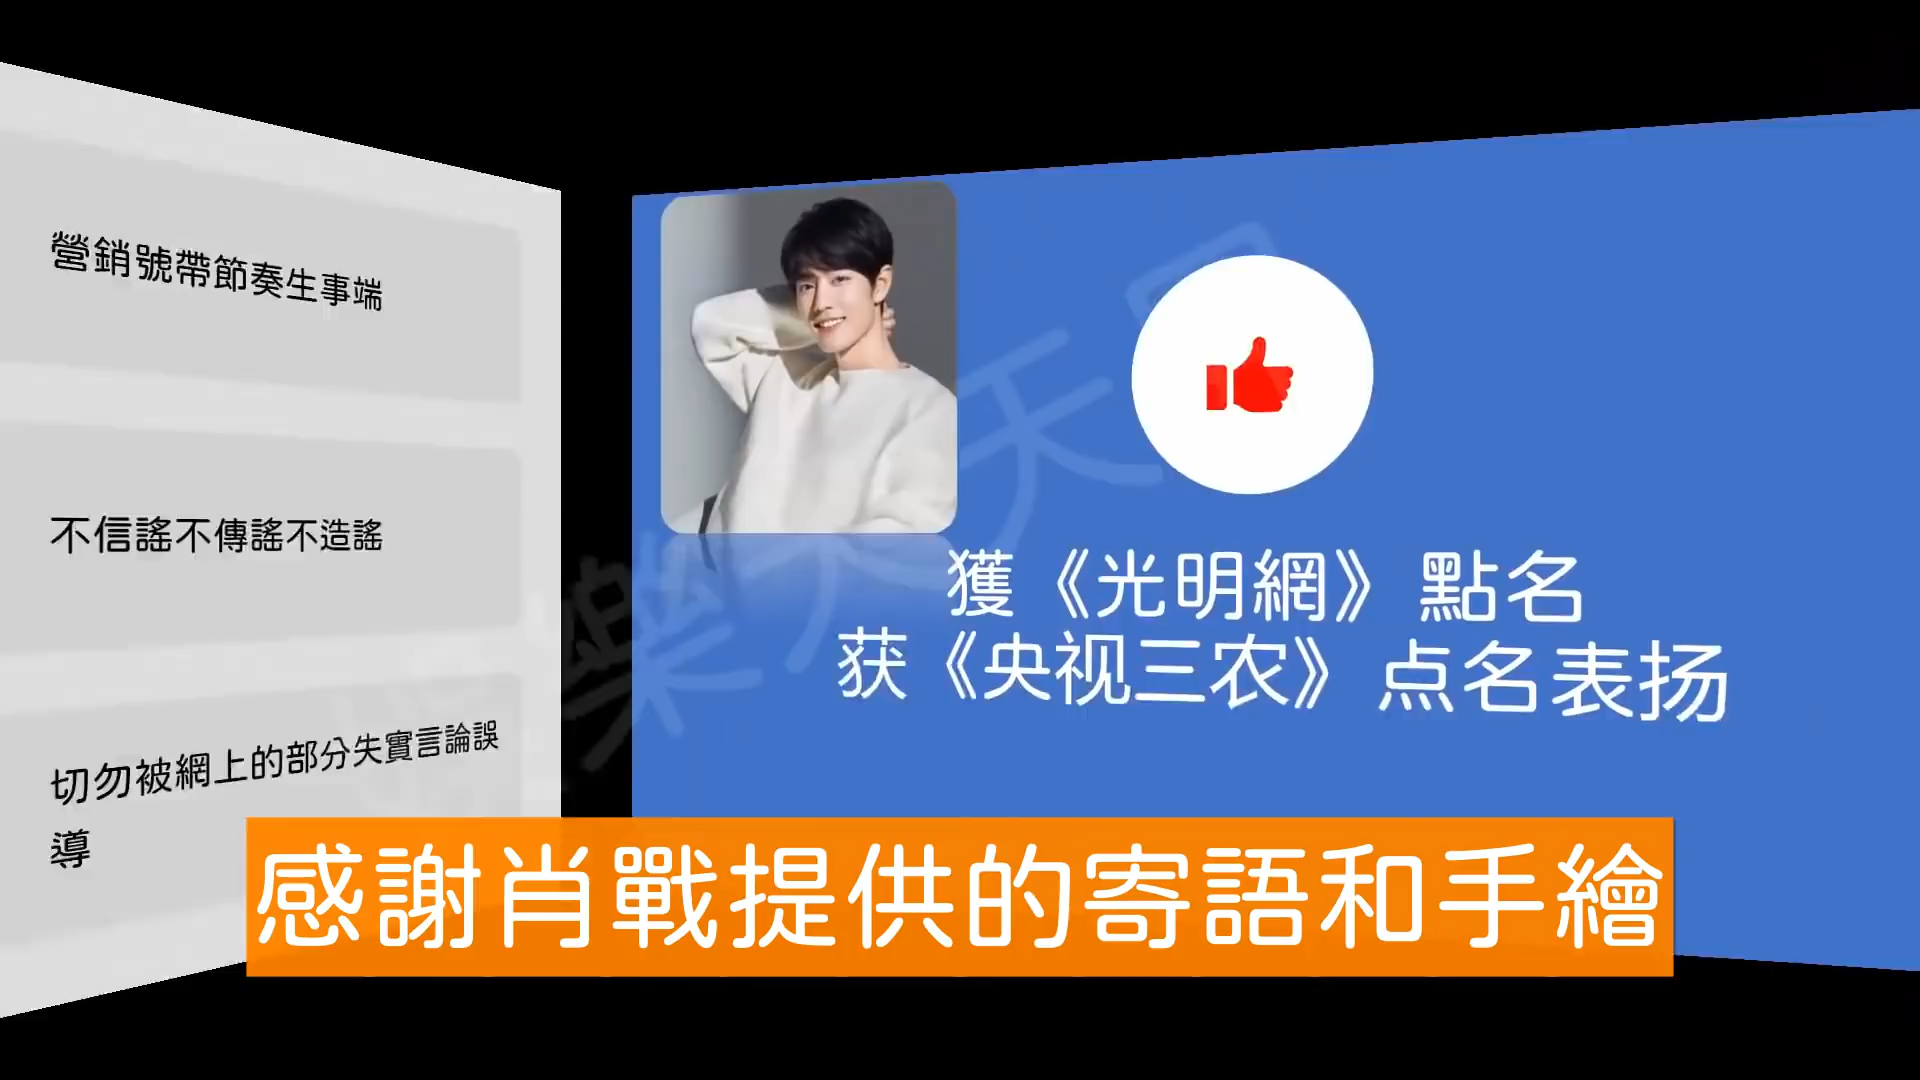 營銷號帶節奏生事端
不信謠不傳謠不造謠
切勿被網上的部分失實言論誤
導
獲《光明網》點名
获《央视三农》点名表扬
感謝肖戰提供的寄語和手繪